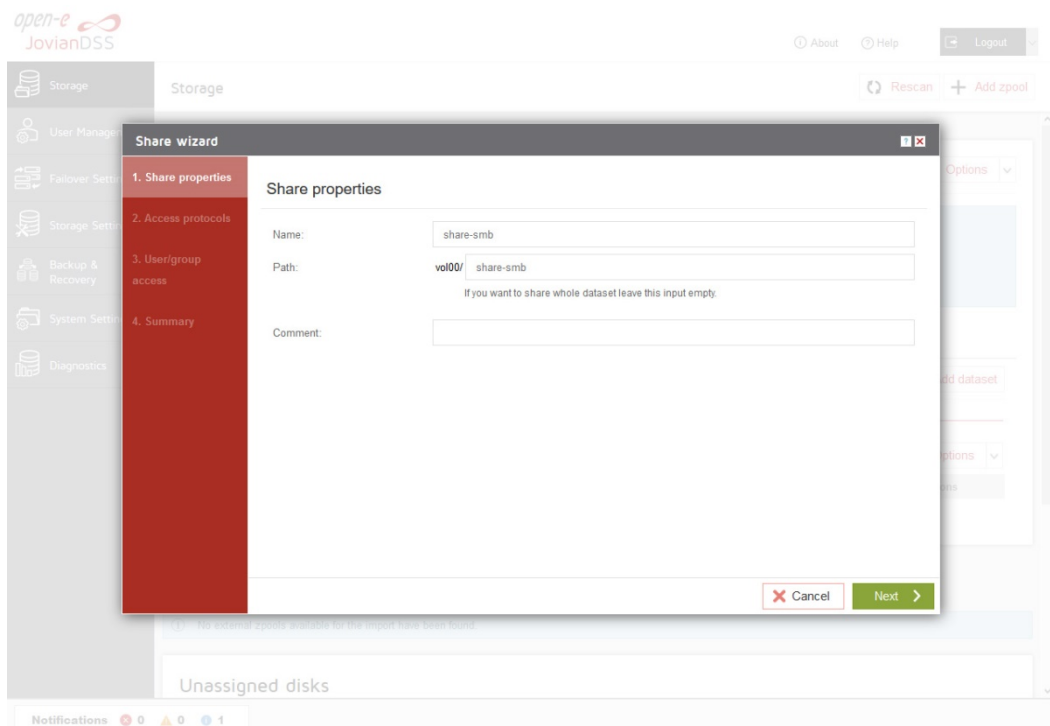 open-e
JovianDSS
About
Help
Logout
Storage
Storage
Rescan
Add zpool
User Manage
Share wizard
?
Failover Setti
1. Share properties
Share properties
Options
2. Access protocols
Storage Settin
Name:
share-smb
3. User/group
access
Path:
vol00/ share-smb
Backup &
Recovery
If you want to share whole dataset leave this input empty.
4. Summary
System Settin
Comment:
Diagnostics
dd dataset
ptions
ons
Cancel
Next
No external zpools available for the import have been found.
Unassigned disks
Notifications 0 0 1